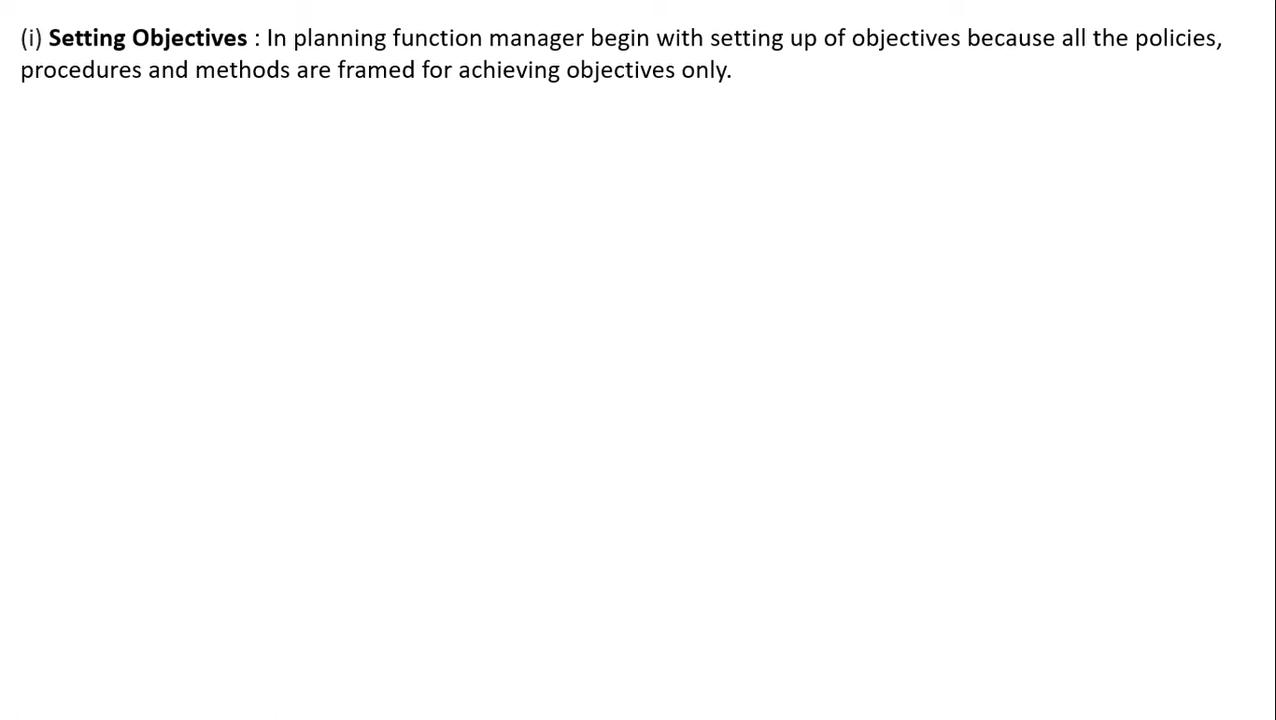 (i) Setting Objectives : In planning function manager begin with setting up of objectives because all the policies,
procedures and methods are framed for achieving objectives only.